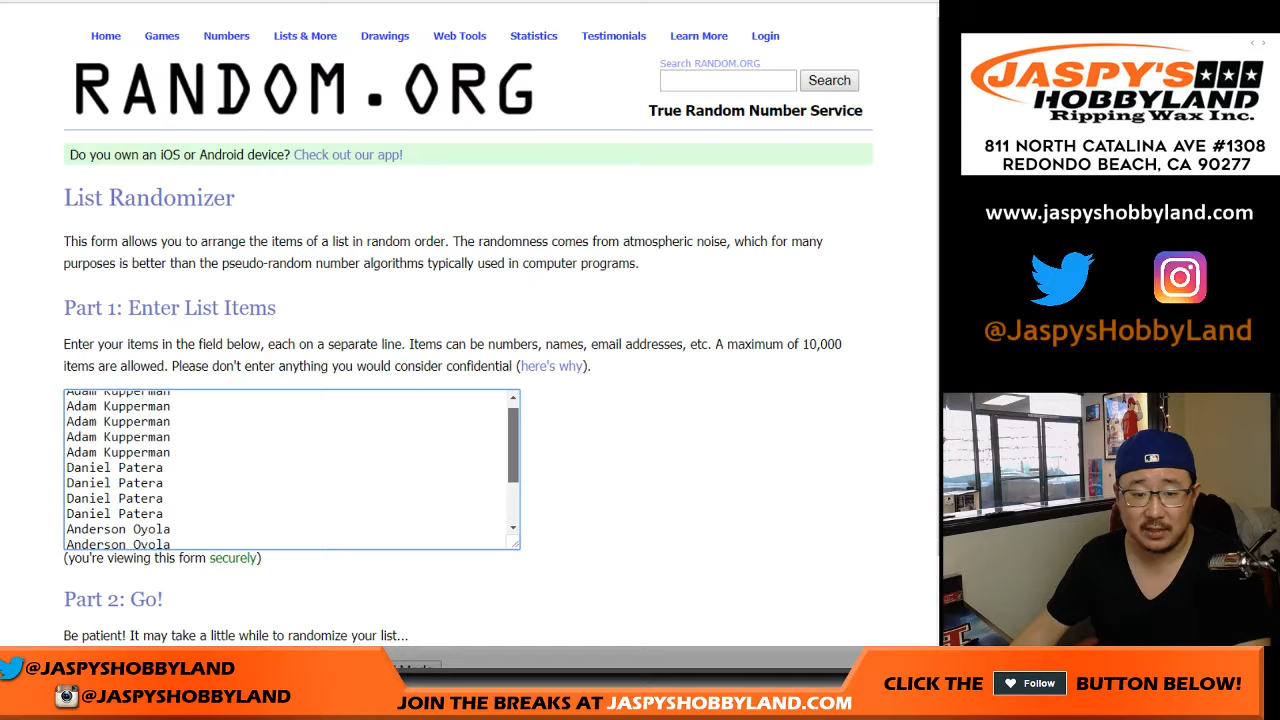 Home Games Numbers Lists & More Drawings Web Tools Statistics Testimonials Learn More Login
RANDOM.ORG
Search RANDOM.ORG
Search
True Random Number Service
Do you own an iOS or Android device? Check out our app!
List Randomizer
This form allows you to arrange the items of a list in random order. The randomness comes from atmospheric noise, which for many
purposes is better than the pseudo-random number algorithms typically used in computer programs.
Part 1: Enter List Items
Enter your items in the field below, each on a separate line. Items can be numbers, names, email addresses, etc. A maximum of 10,000
items are allowed. Please don't enter anything you would consider confidential (here's why).
Adam Kupperman
Adam Kupperman
Adam Kupperman
Adam Kupperman
Adam Kupperman
Daniel Patera
Daniel Patera
Daniel Patera
Daniel Patera
Anderson Oyola
Anderson Oyola
(you're viewing this form securely)
Part 2: Go!
Be patient! It may take a little while to randomize your list...
JASPY'S
HOBBYLAND
Ripping Wax Inc.
811 NORTH CATALINA AVE #1308
REDONDO BEACH, CA 90277
www.jaspyshobbyland.com
@JaspysHobbyLand
@JASPYSHOBBYLAND
@JASPYSHOBBYLAND
JOIN THE BREAKS AT JASPYSHOBBYLAND.COM
CLICK THE Follow BUTTON BELOW!